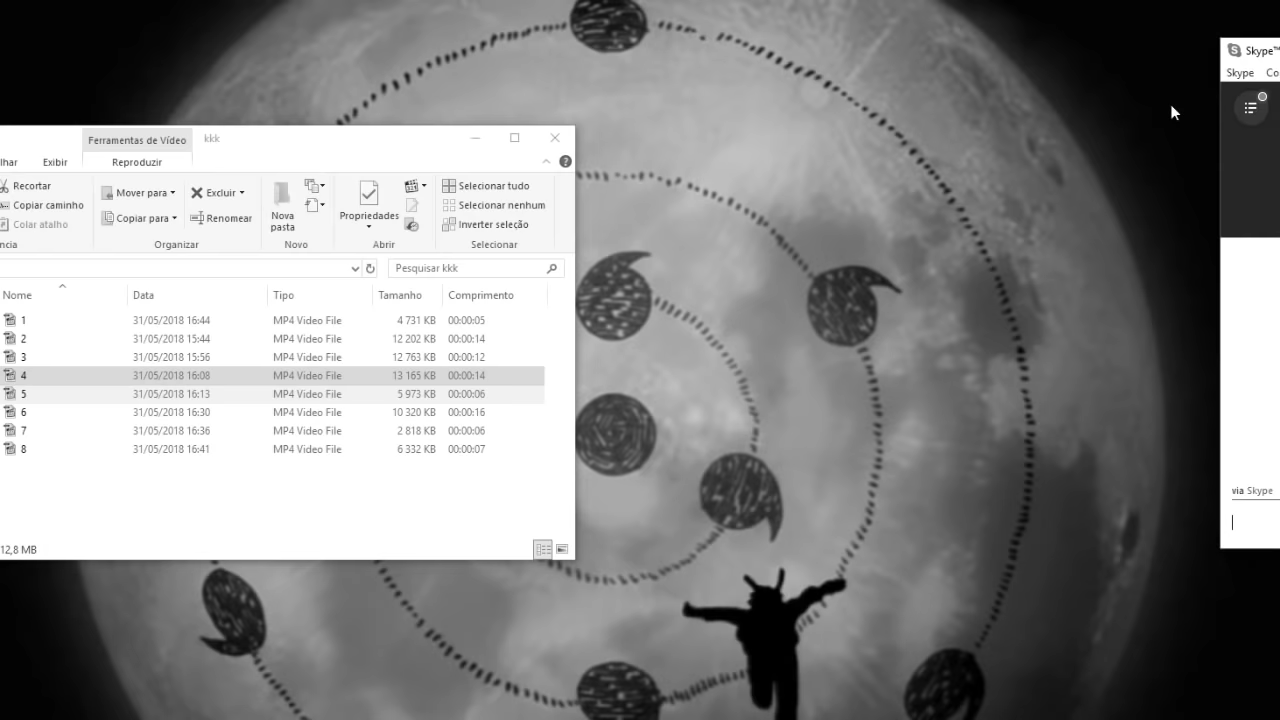 Ferramentas de Vídeo kkk
lhar Exibir Reproduzir
Recortar
Copiar caminho
Colar atalho
ncia
Mover para
Copiar para
Excluir
Renomear
Organizar
Nova
pasta
Novo
Propriedades
Abrir
Selecionar tudo
Selecionar nenhum
Inverter seleção
Selecionar
Pesquisar kkk
Nome Data Tipo Tamanho Comprimento
1 31/05/2018 16:44 MP4 Video File 4 731 KB 00:00:05
2 31/05/2018 15:44 MP4 Video File 12 202 KB 00:00:14
3 31/05/2018 15:56 MP4 Video File 12 763 KB 00:00:12
4 31/05/2018 16:08 MP4 Video File 13 165 KB 00:00:14
5 31/05/2018 16:13 MP4 Video File 5 973 KB 00:00:06
6 31/05/2018 16:30 MP4 Video File 10 320 KB 00:00:16
7 31/05/2018 16:36 MP4 Video File 2 818 KB 00:00:06
8 31/05/2018 16:41 MP4 Video File 6 332 KB 00:00:07
12,8 MB
Skype™
Skype Co
via Skype